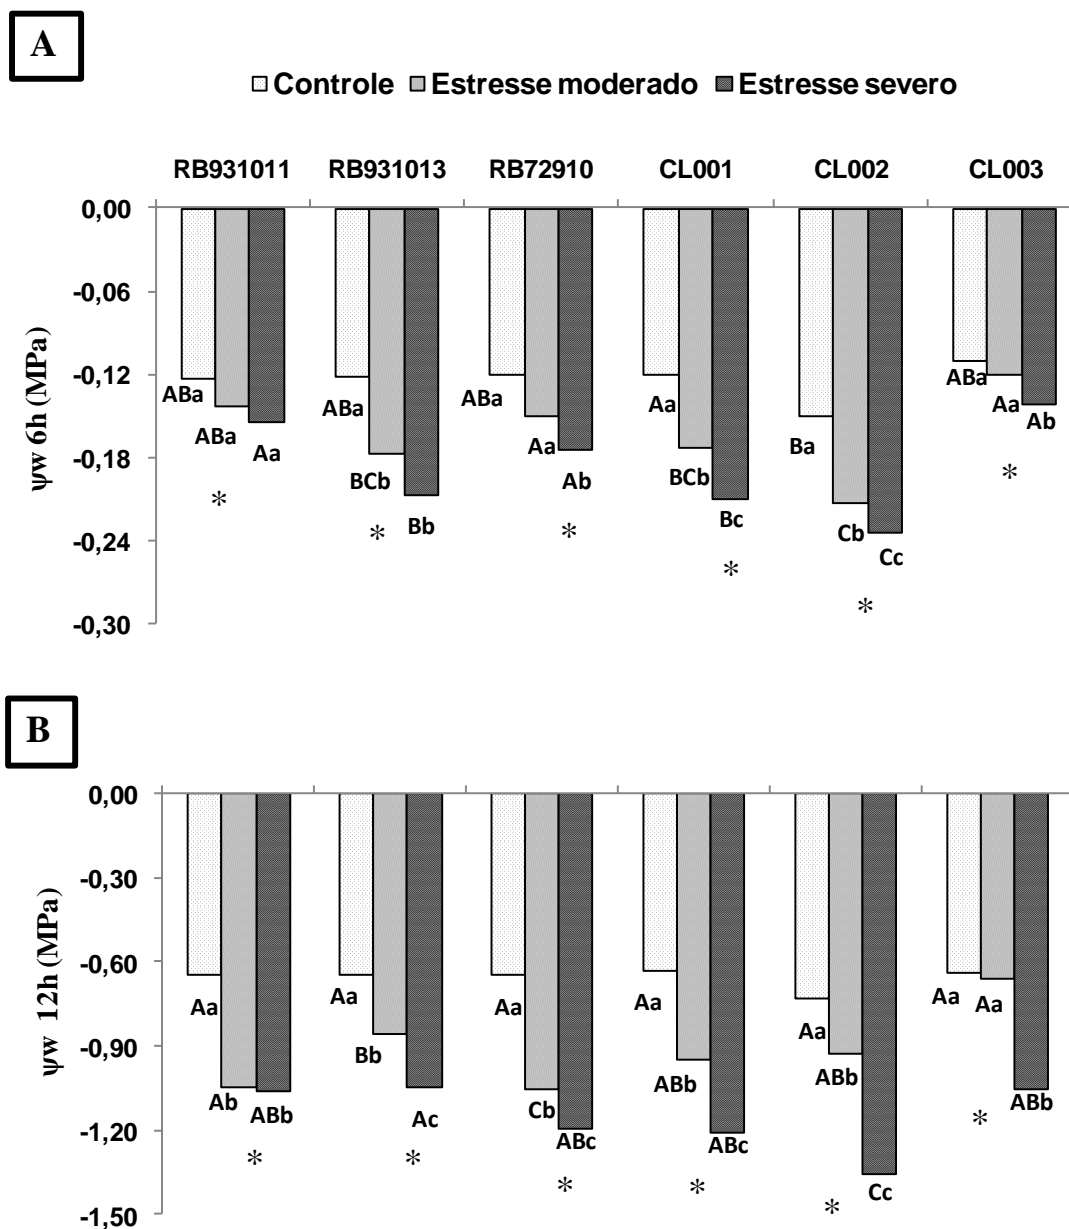 A
Controle Estresse moderado Estresse severo
RB931011 RB931013 RB72910 CL001 CL002 CL003
0,00
-0,06
-0,12
-0,18
-0,24
-0,30
ψw 6h (MPa)
ABa ABa Aa *
ABa BCb Bb *
ABa Aa Ab *
Aa BCb Bc *
Ba Cb Cc *
ABa Aa Ab *
B
0,00
-0,30
-0,60
-0,90
-1,20
-1,50
ψw 12h (MPa)
Aa Ab ABb *
Aa Bb Ac *
Aa Cb ABc *
Aa ABb ABc *
Aa ABb Cc *
Aa Aa ABb *